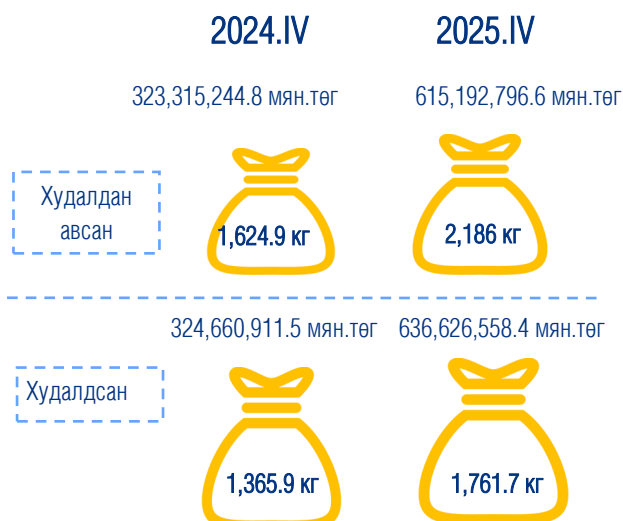 2024.IV 2025.IV
323,315,244.8 мян.төг 615,192,796.6 мян.төг
Худалдан
авсан
1,624.9 кг 2,186 кг
324,660,911.5 мян.төг 636,626,558.4 мян.төг
Худалдсан
1,365.9 кг 1,761.7 кг